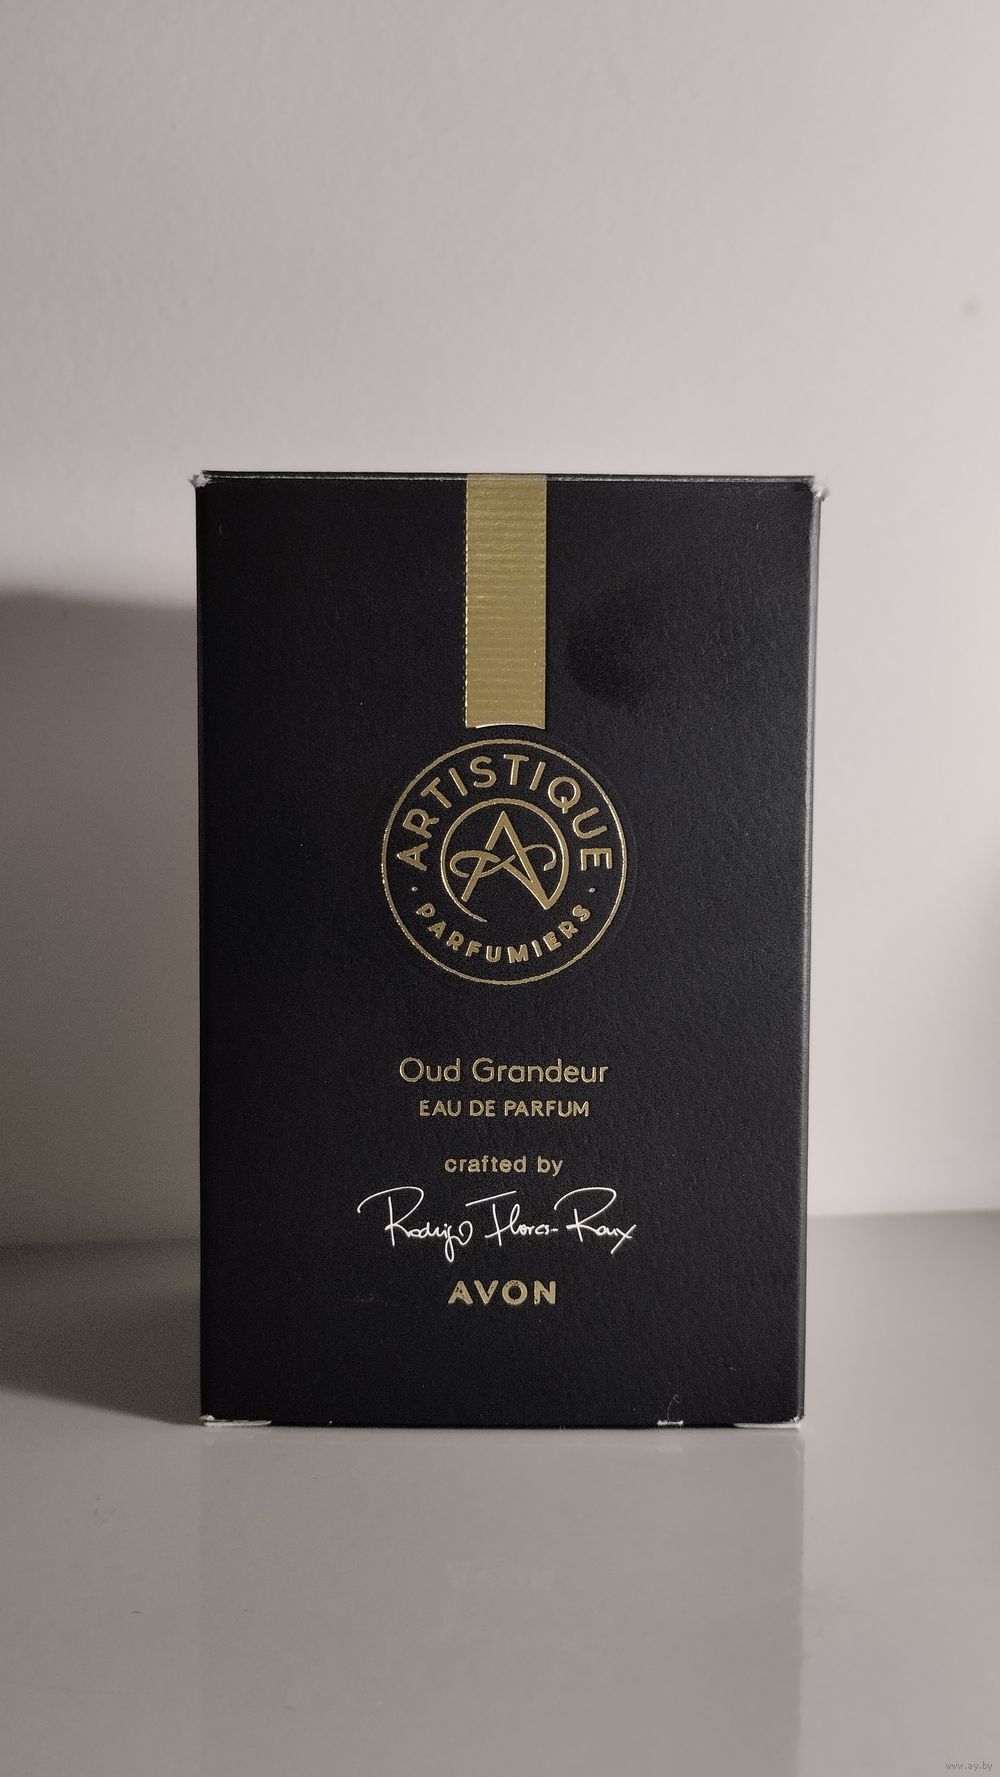 ARTISTIQUE
· PARFUMIERS ·
Oud Grandeur
EAU DE PARFUM
crafted by
Rodrigo Flores-Roux
AVON
www.ay.by